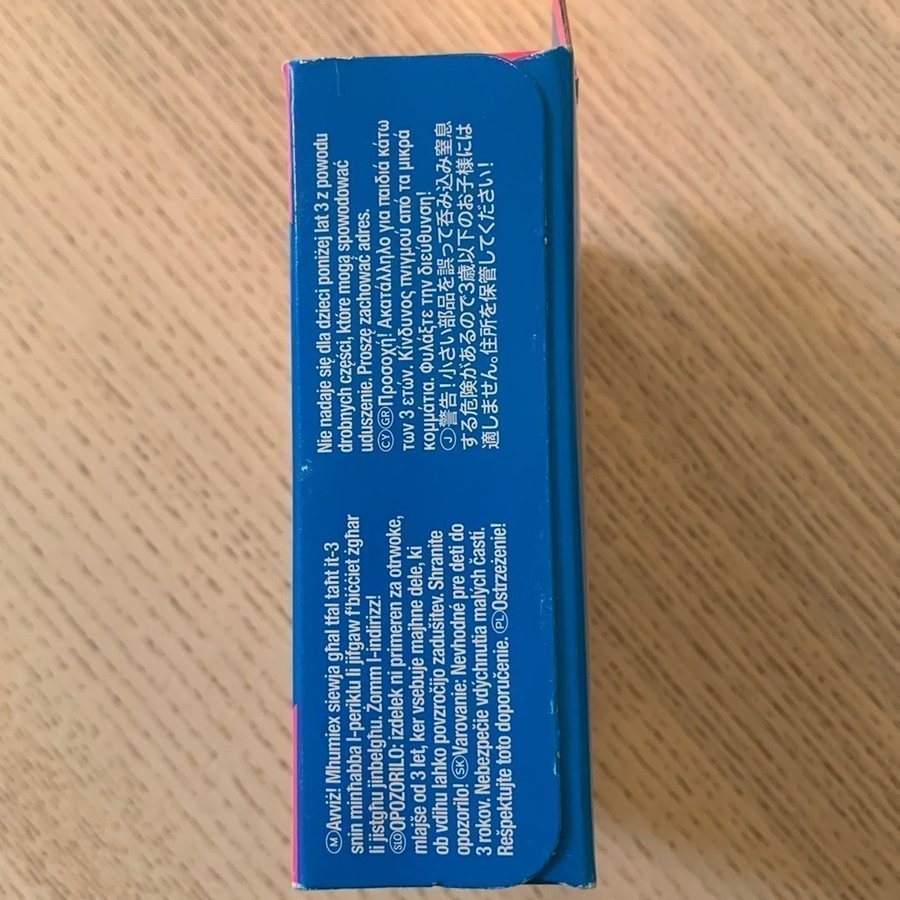 Ⓜ Avviż! Mhumiex siewja għal tfal taħt it-3
snin minħabba l-periklu li jifgaw f'biċċiet żgħar
li jistgħu jinbelgħu. Zomm l-indirizz!
SLO OPOZORILO: izdelek ni primeren za otrwoke,
mlajše od 3 let, ker vsebuje majhne dele, ki
ob vdihu lahko povzročijo zadušitev. Shranite
opozorilo! SK Varovanie: Nevhodné pre deti do
3 rokov. Nebezpečie vdýchnutia malých častí.
Rešpektujte toto doporučenie. PL Ostrzeżenie!
Nie nadaje się dla dzieci poniżej lat 3 z powodu
drobnych części, które mogą spowodować
uduszenie. Proszę zachować adres.
CY GR Προσοχή! Ακατάλληλο για παιδιά κάτω
των 3 ετών. Κίνδυνος πνιγμού από τα μικρά
κομμάτα. Φυλάξτε την διεύθυνση!
J 警告!小さい部品を誤って呑み込み窒息
する危険があるので3歳以下のお子様には
適しません。住所を保管してください!